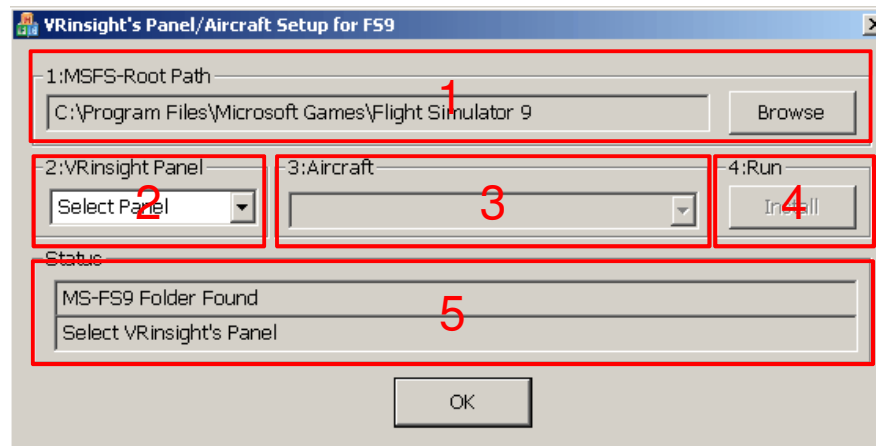 VRinsight's Panel/Aircraft Setup for FS9
1:MSFS-Root Path
1
C:\Program Files\Microsoft Games\Flight Simulator 9
Browse
2:VRinsight Panel
3:Aircraft
4:Run
Select Panel
2
3
4
Install
Status
MS-FS9 Folder Found
5
Select VRinsight's Panel
OK